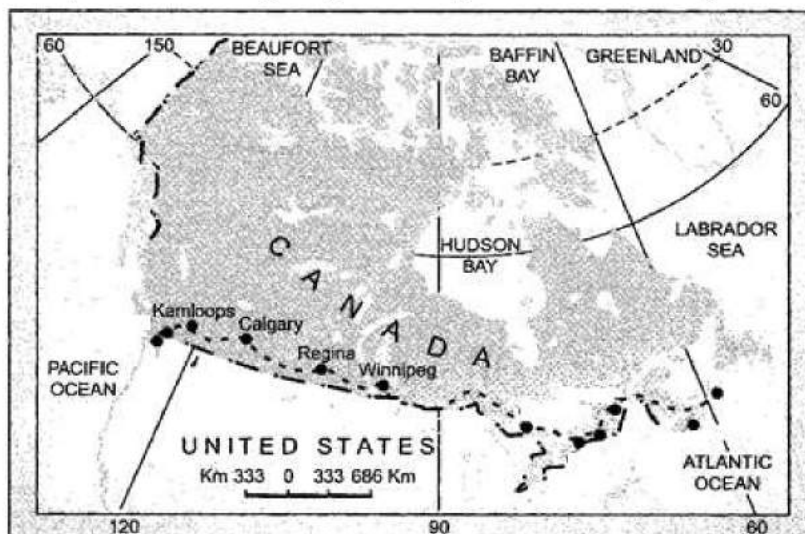 60
150
BEAUFORT
SEA
BAFFIN
BAY
GREENLAND
30
60
LABRADOR
SEA
HUDSON
BAY
CANADA
Kamloops
Calgary
Regina
Winnipeg
PACIFIC
OCEAN
UNITED STATES
Km 333 0 333 686 Km
ATLANTIC
OCEAN
120
90
60